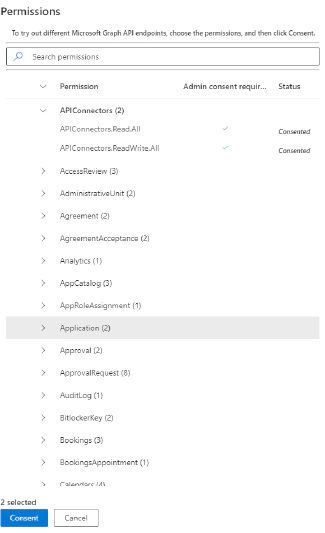 Permissions
To try out different Microsoft Graph API endpoints, choose the permissions, and then click Consent.
Search permissions
Permission Admin consent requir... Status
APIConnectors (2)
APIConnectors.Read.All Consented
APIConnectors.ReadWrite.All Consented
AccessReview (3)
AdministrativeUnit (2)
Agreement (2)
AgreementAcceptance (2)
Analytics (1)
AppCatalog (3)
AppRoleAssignment (1)
Application (2)
Approval (2)
ApprovalRequest (8)
AuditLog (1)
BitlockerKey (2)
Bookings (3)
BookingsAppointment (1)
Calendars (4)
2 selected
Consent Cancel